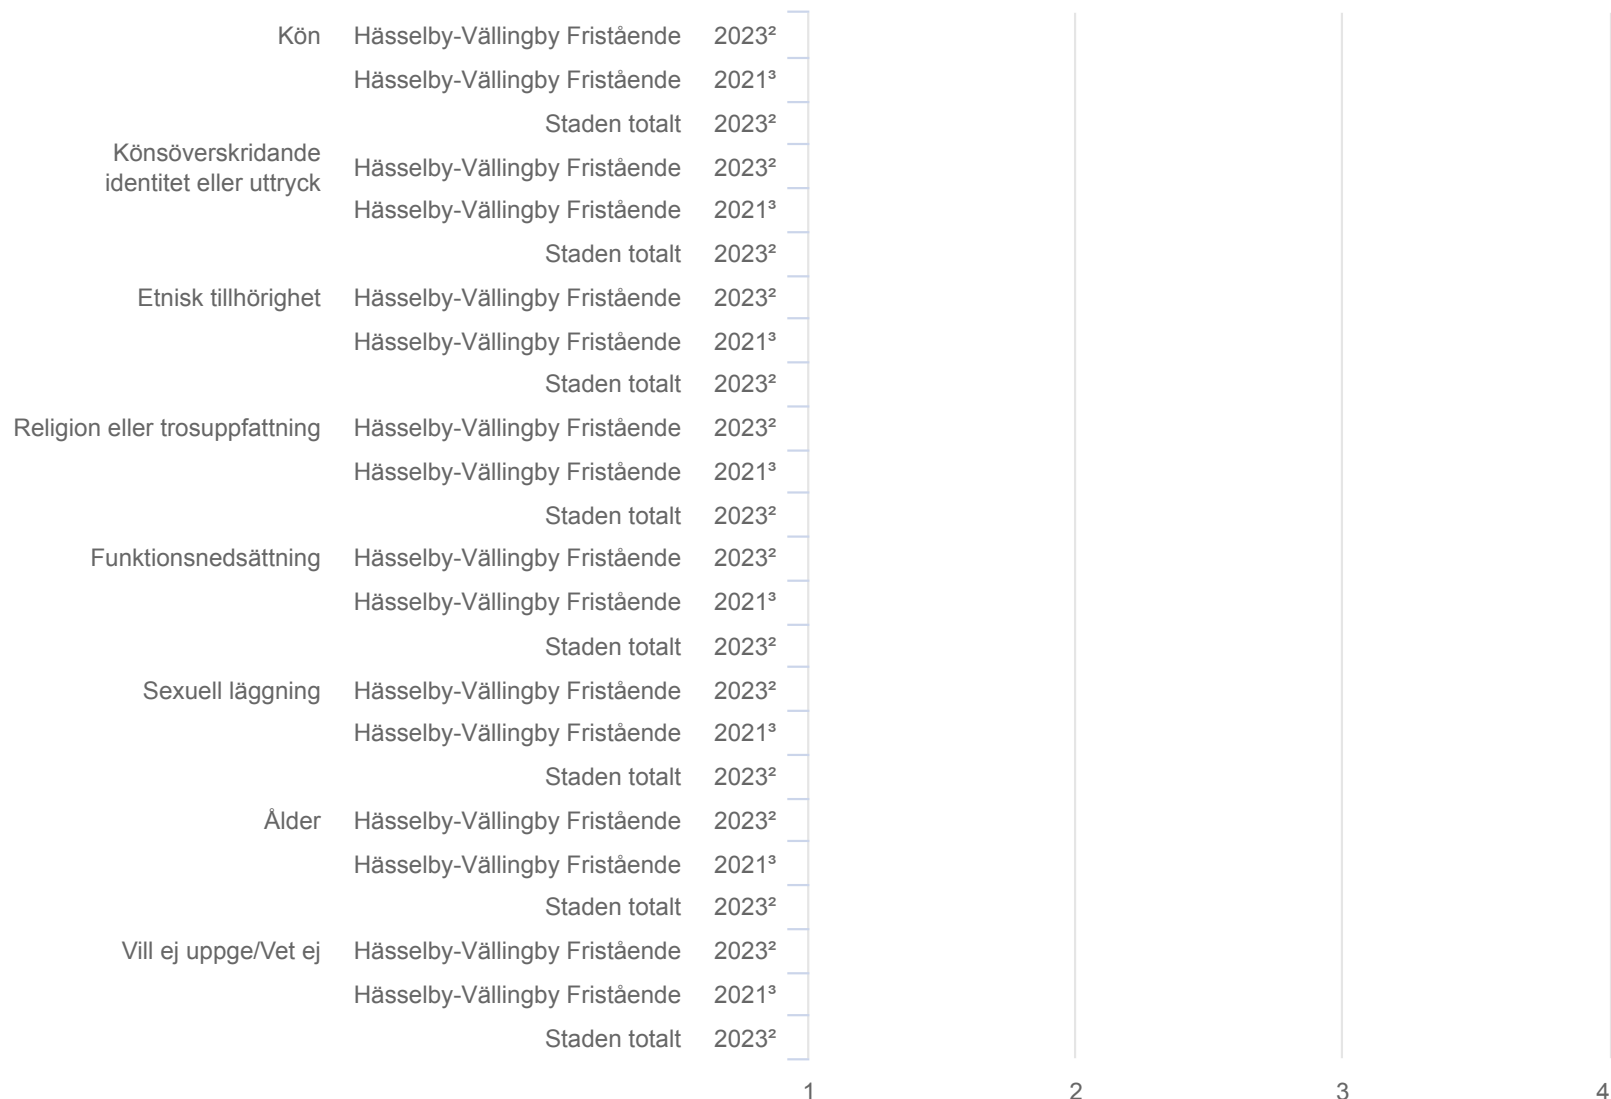 Kön Hässelby-Vällingby Fristående 2023²
Hässelby-Vällingby Fristående 2021³
Staden totalt 2023²
Könsöverskridande
identitet eller uttryck Hässelby-Vällingby Fristående 2023²
Hässelby-Vällingby Fristående 2021³
Staden totalt 2023²
Etnisk tillhörighet Hässelby-Vällingby Fristående 2023²
Hässelby-Vällingby Fristående 2021³
Staden totalt 2023²
Religion eller trosuppfattning Hässelby-Vällingby Fristående 2023²
Hässelby-Vällingby Fristående 2021³
Staden totalt 2023²
Funktionsnedsättning Hässelby-Vällingby Fristående 2023²
Hässelby-Vällingby Fristående 2021³
Staden totalt 2023²
Sexuell läggning Hässelby-Vällingby Fristående 2023²
Hässelby-Vällingby Fristående 2021³
Staden totalt 2023²
Ålder Hässelby-Vällingby Fristående 2023²
Hässelby-Vällingby Fristående 2021³
Staden totalt 2023²
Vill ej uppge/Vet ej Hässelby-Vällingby Fristående 2023²
Hässelby-Vällingby Fristående 2021³
Staden totalt 2023²
1 2 3 4